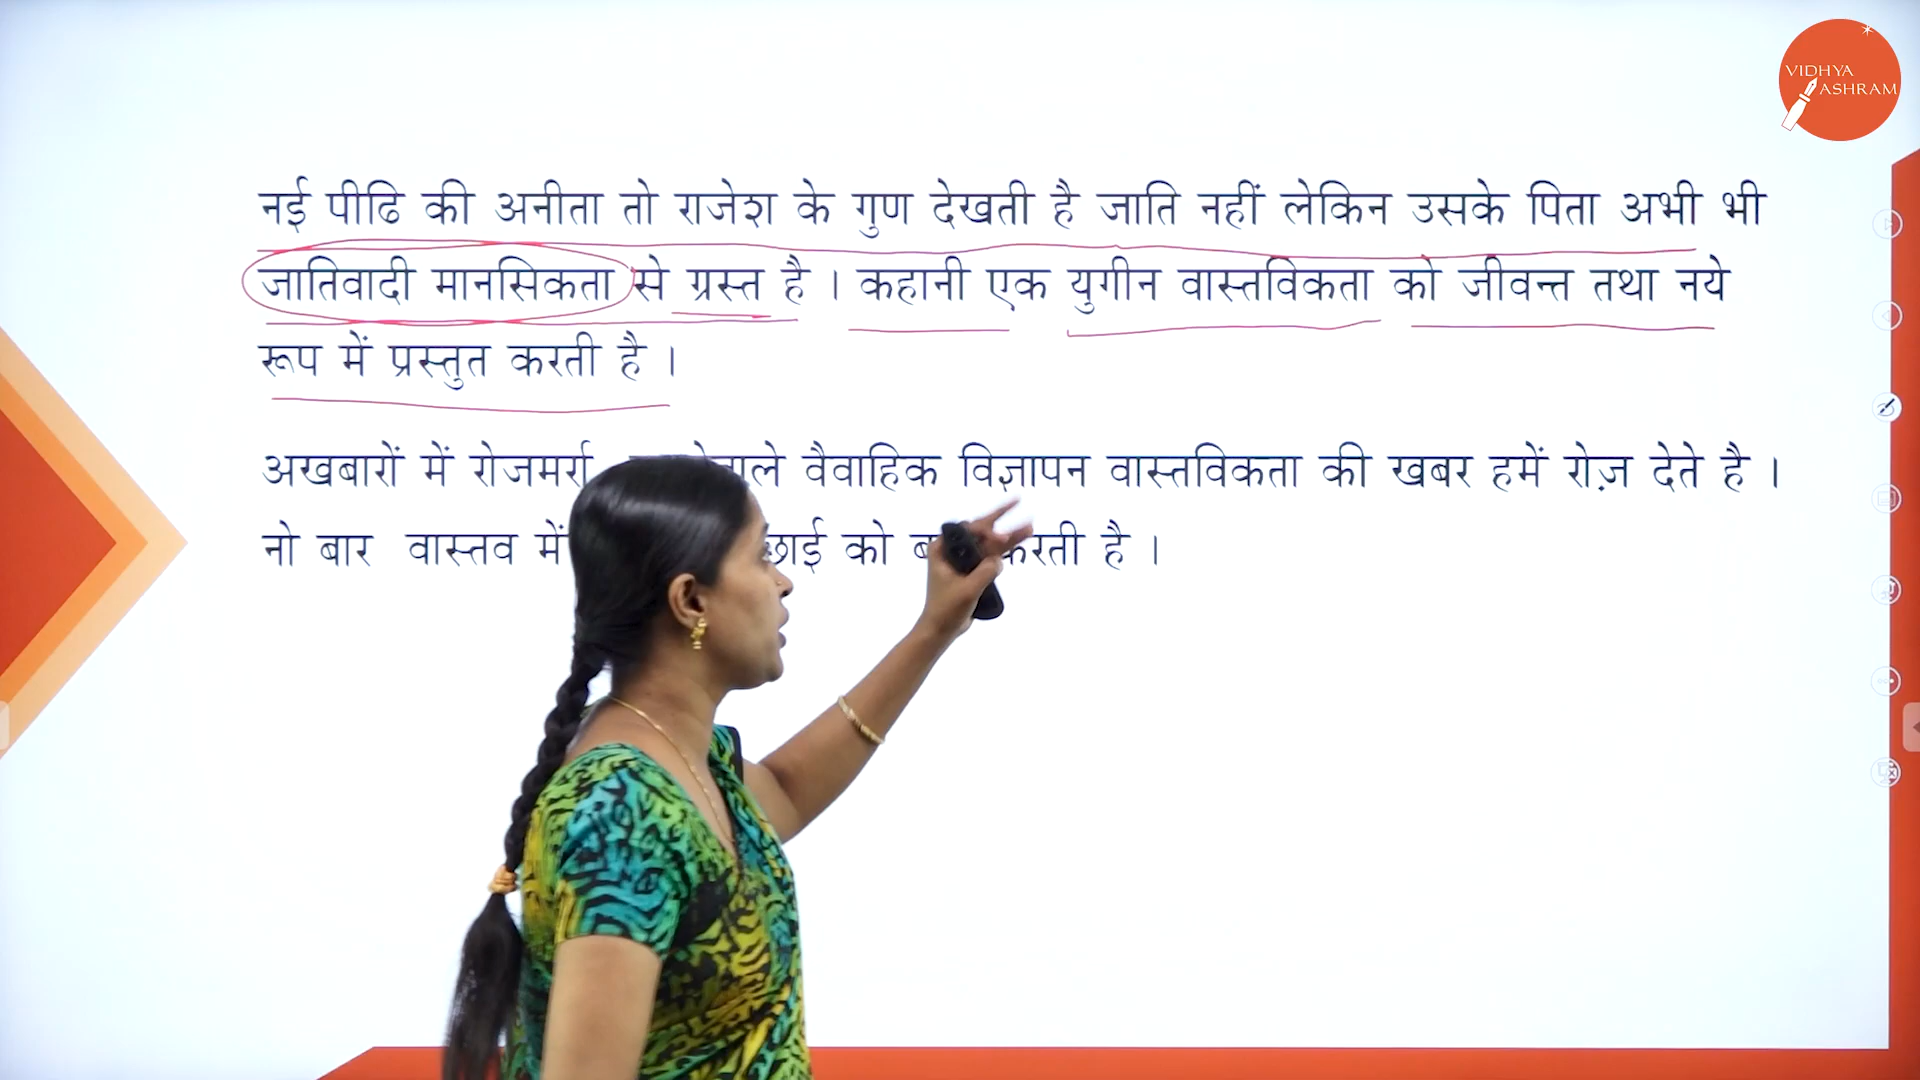 VIDHYA
ASHRAM
नई पीढि की अनीता तो राजेश के गुण देखती है जाति नहीं लेकिन उसके पिता अभी भी
जातिवादी मानसिकता से ग्रस्त है । कहानी एक युगीन वास्तविकता को जीवन्त तथा नये
रूप में प्रस्तुत करती है ।
अखबारों में रोजमर्रा वैवाहिक विज्ञापन वास्तविकता की खबर हमें रोज़ देते है ।
नो बार वास्तव में को करती है ।